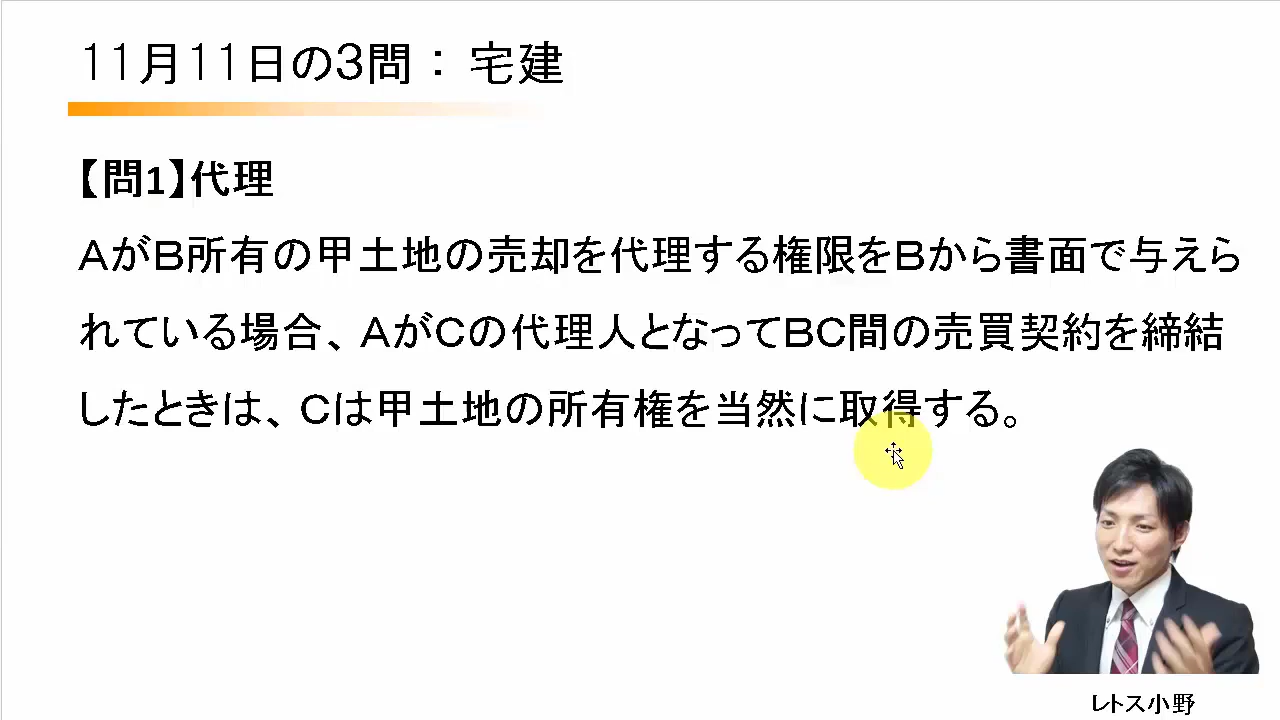 11月11日の3問：宅建
【問1】代理
AがB所有の甲土地の売却を代理する権限をBから書面で与えら
れている場合、AがCの代理人となってBC間の売買契約を締結
したときは、Cは甲土地の所有権を当然に取得する。
レトス小野